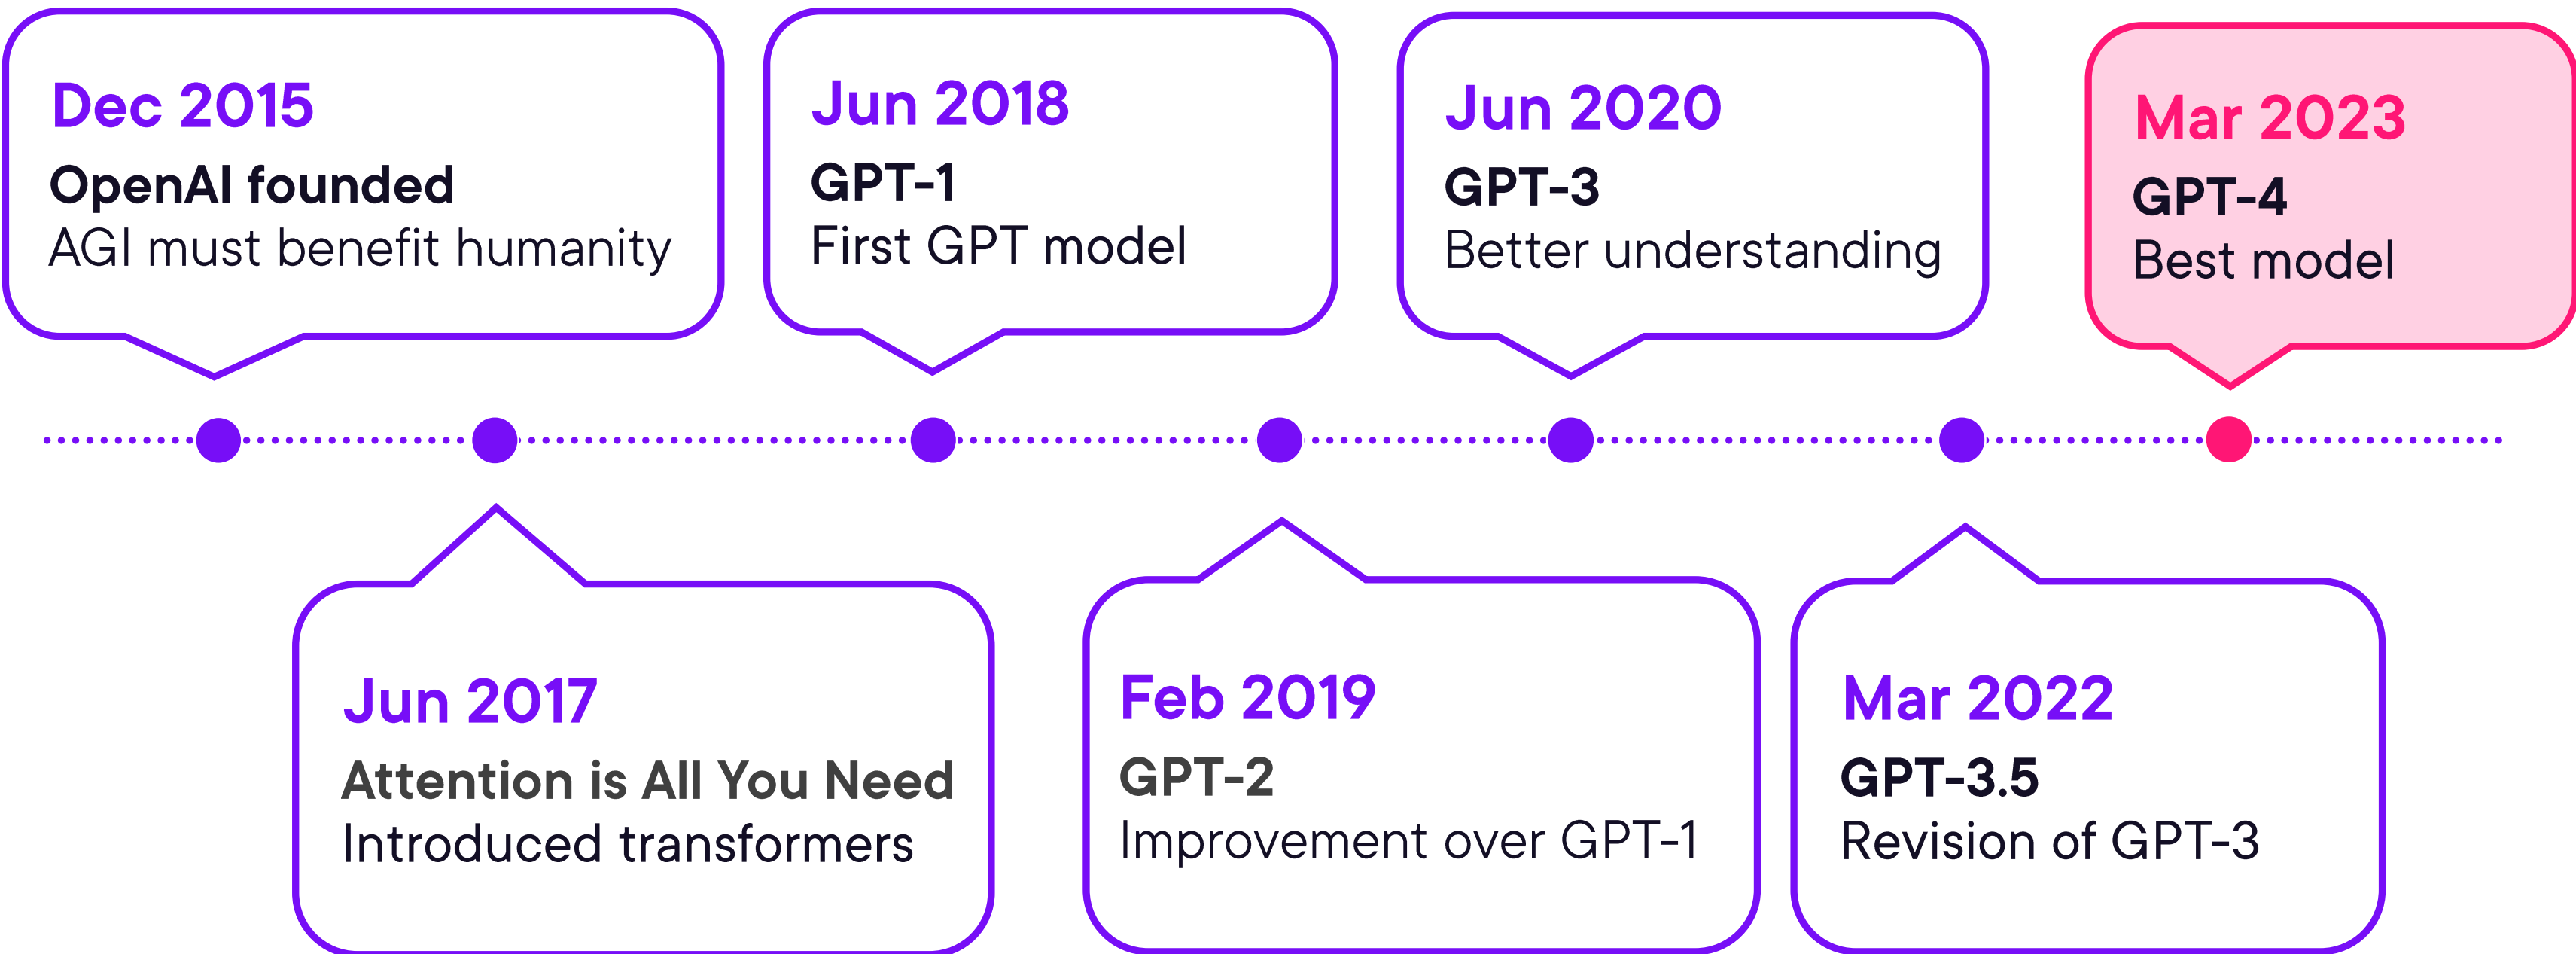 Dec 2015
OpenAI founded
AGI must benefit humanity
Jun 2017
Attention is All You Need
Introduced transformers
Jun 2018
GPT-1
First GPT model
Feb 2019
GPT-2
Improvement over GPT-1
Jun 2020
GPT-3
Better understanding
Mar 2022
GPT-3.5
Revision of GPT-3
Mar 2023
GPT-4
Best model